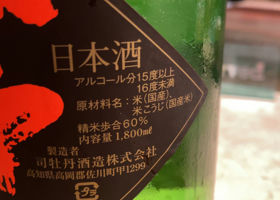 日本酒
アルコール分15度以上
16度未満
原材料名:米(国産)、
米こうじ(国産米)
精米歩合60%
内容量1,800ml
製造者
司牡丹酒造株式会社
高知県高岡郡佐川町甲1299